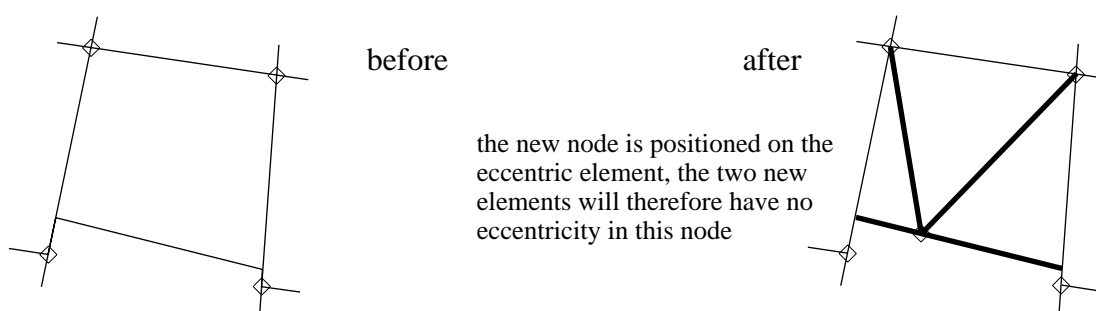 before
after
the new node is positioned on the
eccentric element, the two new
elements will therefore have no
eccentricity in this node